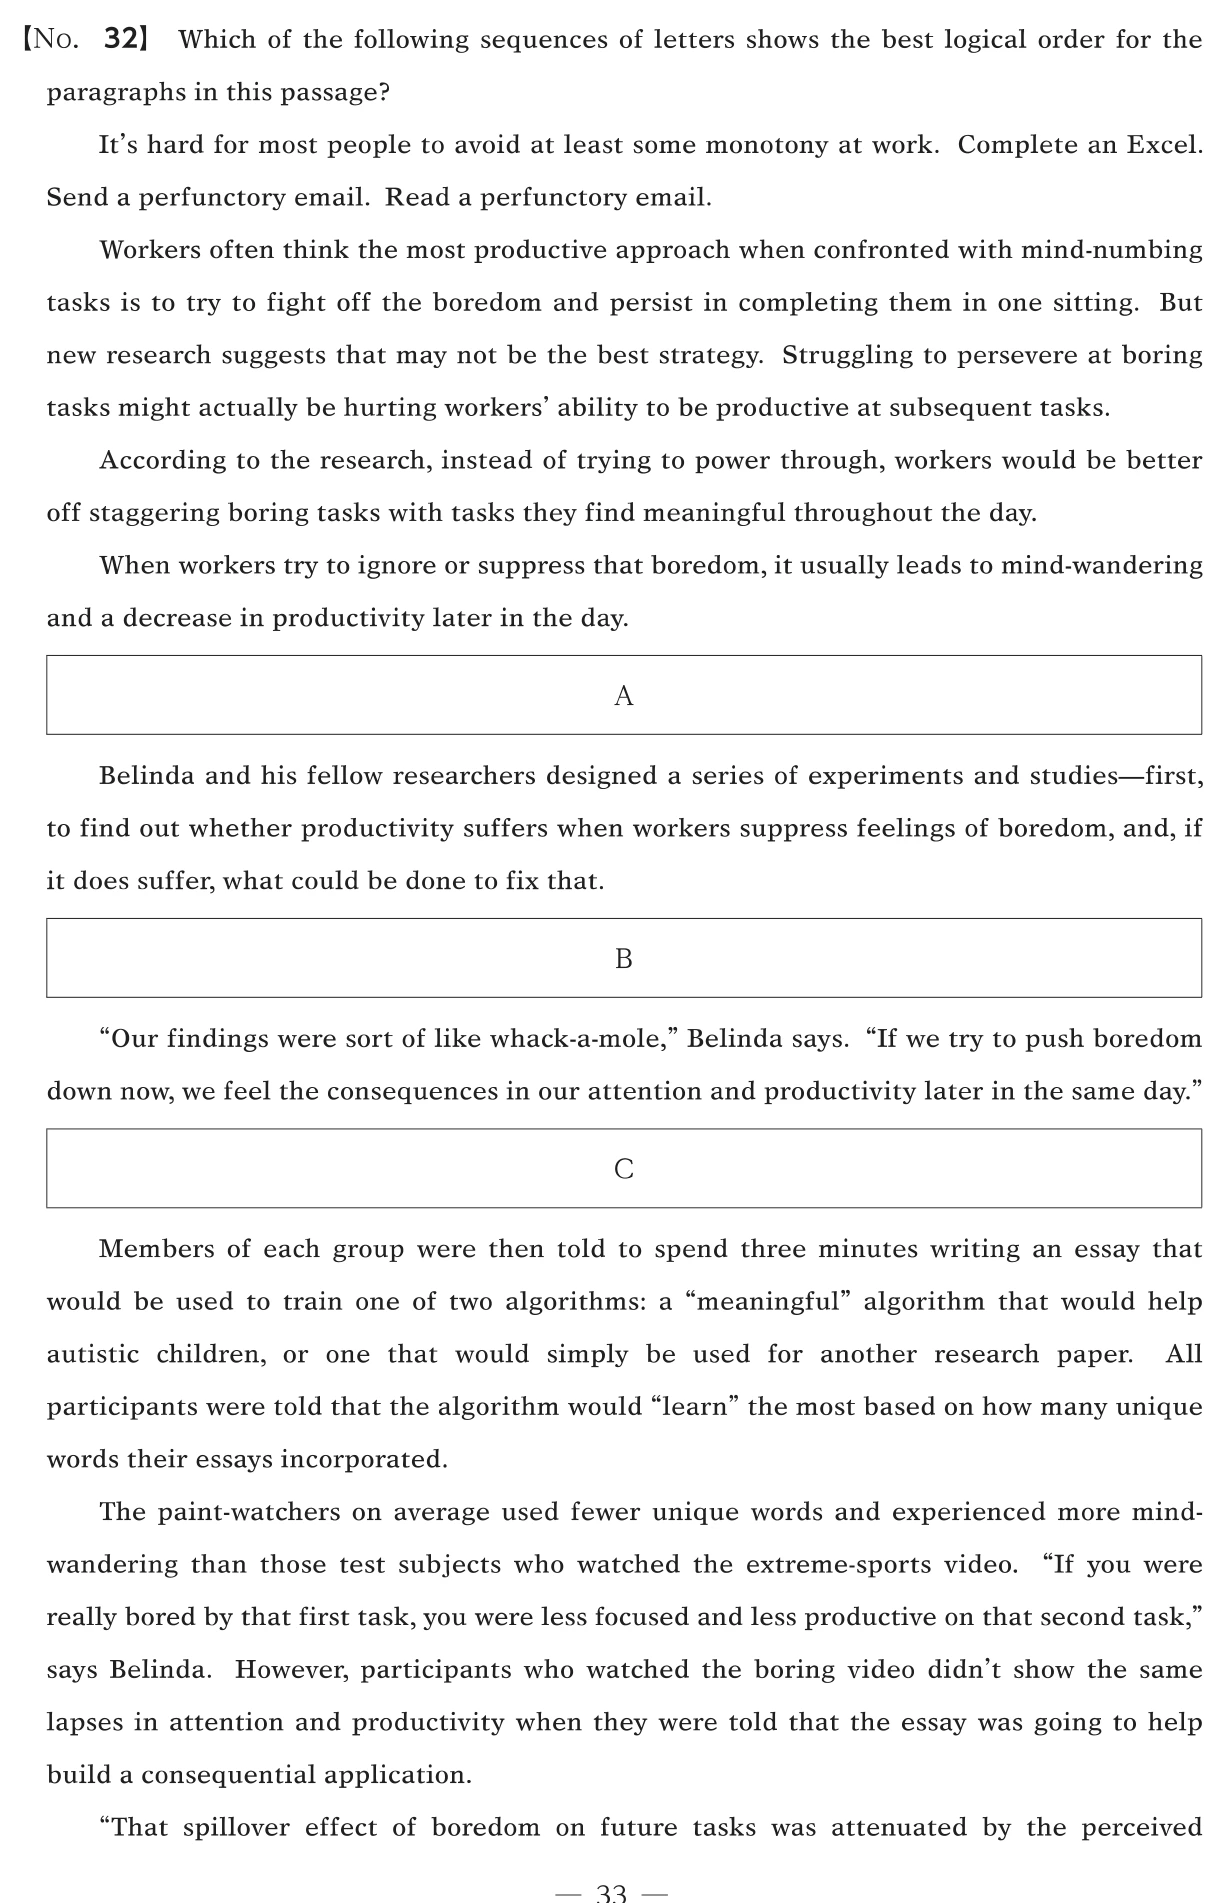 【No. 32】 Which of the following sequences of letters shows the best logical order for the
paragraphs in this passage?
It’s hard for most people to avoid at least some monotony at work. Complete an Excel.
Send a perfunctory email. Read a perfunctory email.
Workers often think the most productive approach when confronted with mind-numbing
tasks is to try to fight off the boredom and persist in completing them in one sitting. But
new research suggests that may not be the best strategy. Struggling to persevere at boring
tasks might actually be hurting workers’ ability to be productive at subsequent tasks.
According to the research, instead of trying to power through, workers would be better
off staggering boring tasks with tasks they find meaningful throughout the day.
When workers try to ignore or suppress that boredom, it usually leads to mind-wandering
and a decrease in productivity later in the day.
A
Belinda and his fellow researchers designed a series of experiments and studies—first,
to find out whether productivity suffers when workers suppress feelings of boredom, and, if
it does suffer, what could be done to fix that.
B
“Our findings were sort of like whack-a-mole,” Belinda says. “If we try to push boredom
down now, we feel the consequences in our attention and productivity later in the same day.”
C
Members of each group were then told to spend three minutes writing an essay that
would be used to train one of two algorithms: a “meaningful” algorithm that would help
autistic children, or one that would simply be used for another research paper. All
participants were told that the algorithm would “learn” the most based on how many unique
words their essays incorporated.
The paint-watchers on average used fewer unique words and experienced more mind-
wandering than those test subjects who watched the extreme-sports video. “If you were
really bored by that first task, you were less focused and less productive on that second task,”
says Belinda. However, participants who watched the boring video didn’t show the same
lapses in attention and productivity when they were told that the essay was going to help
build a consequential application.
“That spillover effect of boredom on future tasks was attenuated by the perceived
— 33 —